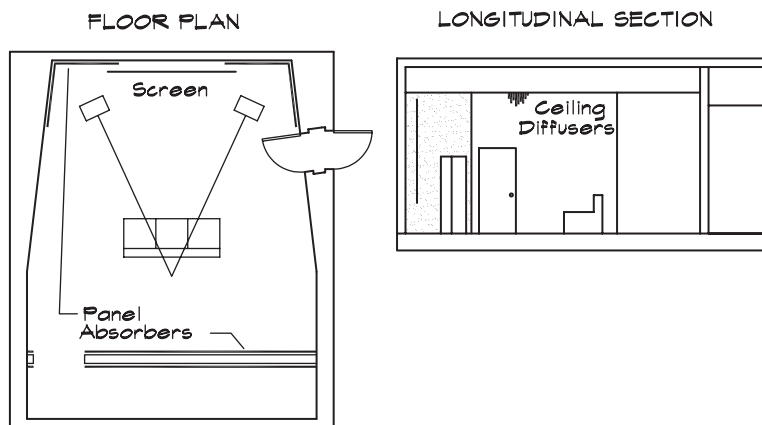 FLOOR PLAN
Screen
Panel
Absorbers
LONGITUDINAL SECTION
Ceiling
Diffusers